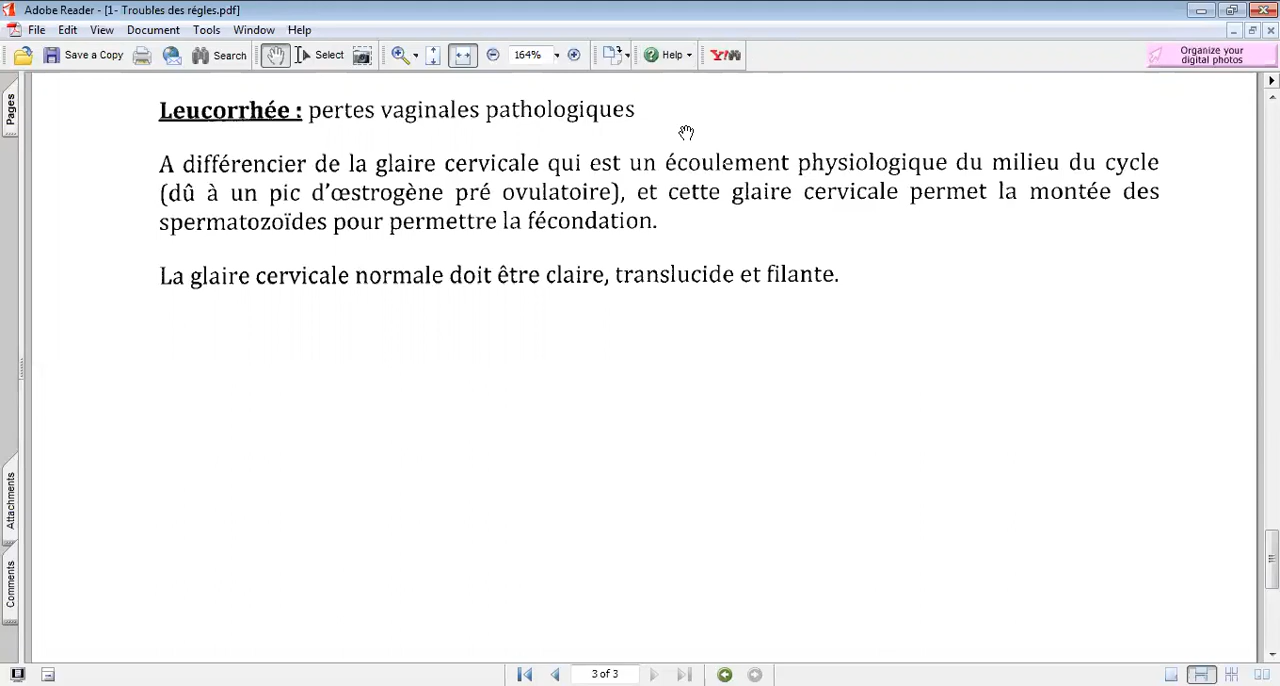 Adobe Reader - [1- Troubles des régles.pdf]
File Edit View Document Tools Window Help
Save a Copy Search Select 164% Help Y! Organize your
digital photos
Pages
Leucorrhée : pertes vaginales pathologiques
A différencier de la glaire cervicale qui est un écoulement physiologique du milieu du cycle
(dû à un pic d’œstrogène pré ovulatoire), et cette glaire cervicale permet la montée des
spermatozoïdes pour permettre la fécondation.
La glaire cervicale normale doit être claire, translucide et filante.
Attachments
Comments
3 of 3